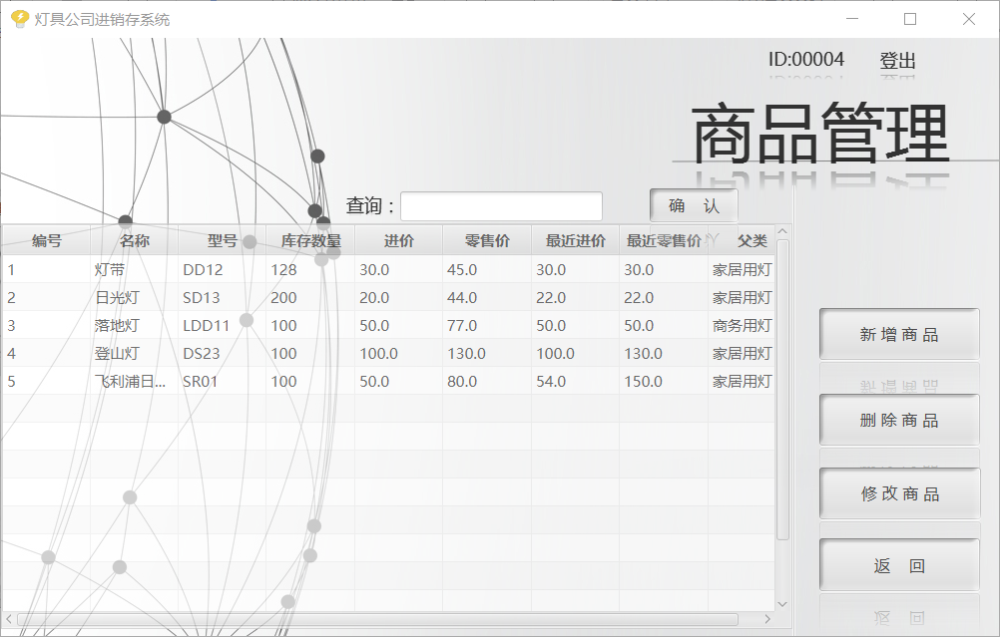 灯具公司进销存系统
ID:00004 登出
商品管理
查询： 确 认
编号 名称 型号 库存数量 进价 零售价 最近进价 最近零售价 父类
1 灯带 DD12 128 30.0 45.0 30.0 30.0 家居用灯
2 日光灯 SD13 200 20.0 44.0 22.0 22.0 家居用灯
3 落地灯 LDD11 100 50.0 77.0 50.0 50.0 商务用灯
4 登山灯 DS23 100 100.0 130.0 100.0 130.0 家居用灯
5 飞利浦日... SR01 100 50.0 80.0 54.0 150.0 家居用灯
新 增 商 品
删 除 商 品
修 改 商 品
返 回